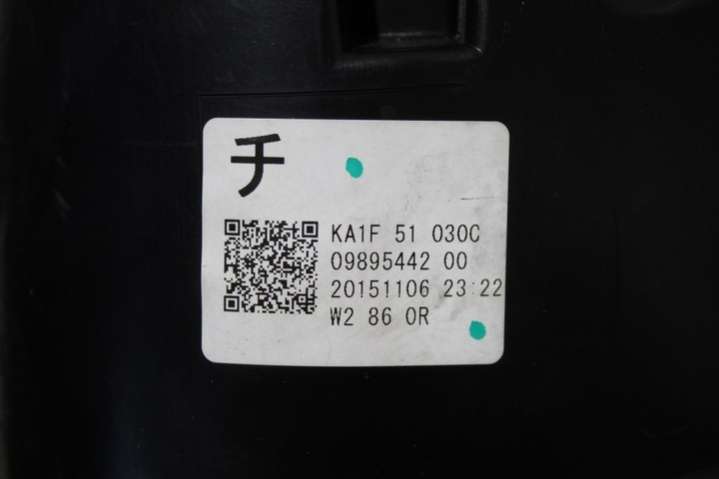 チ
KA1F 51 030C
09895442 00
20151106 23:22
W2 86 0R